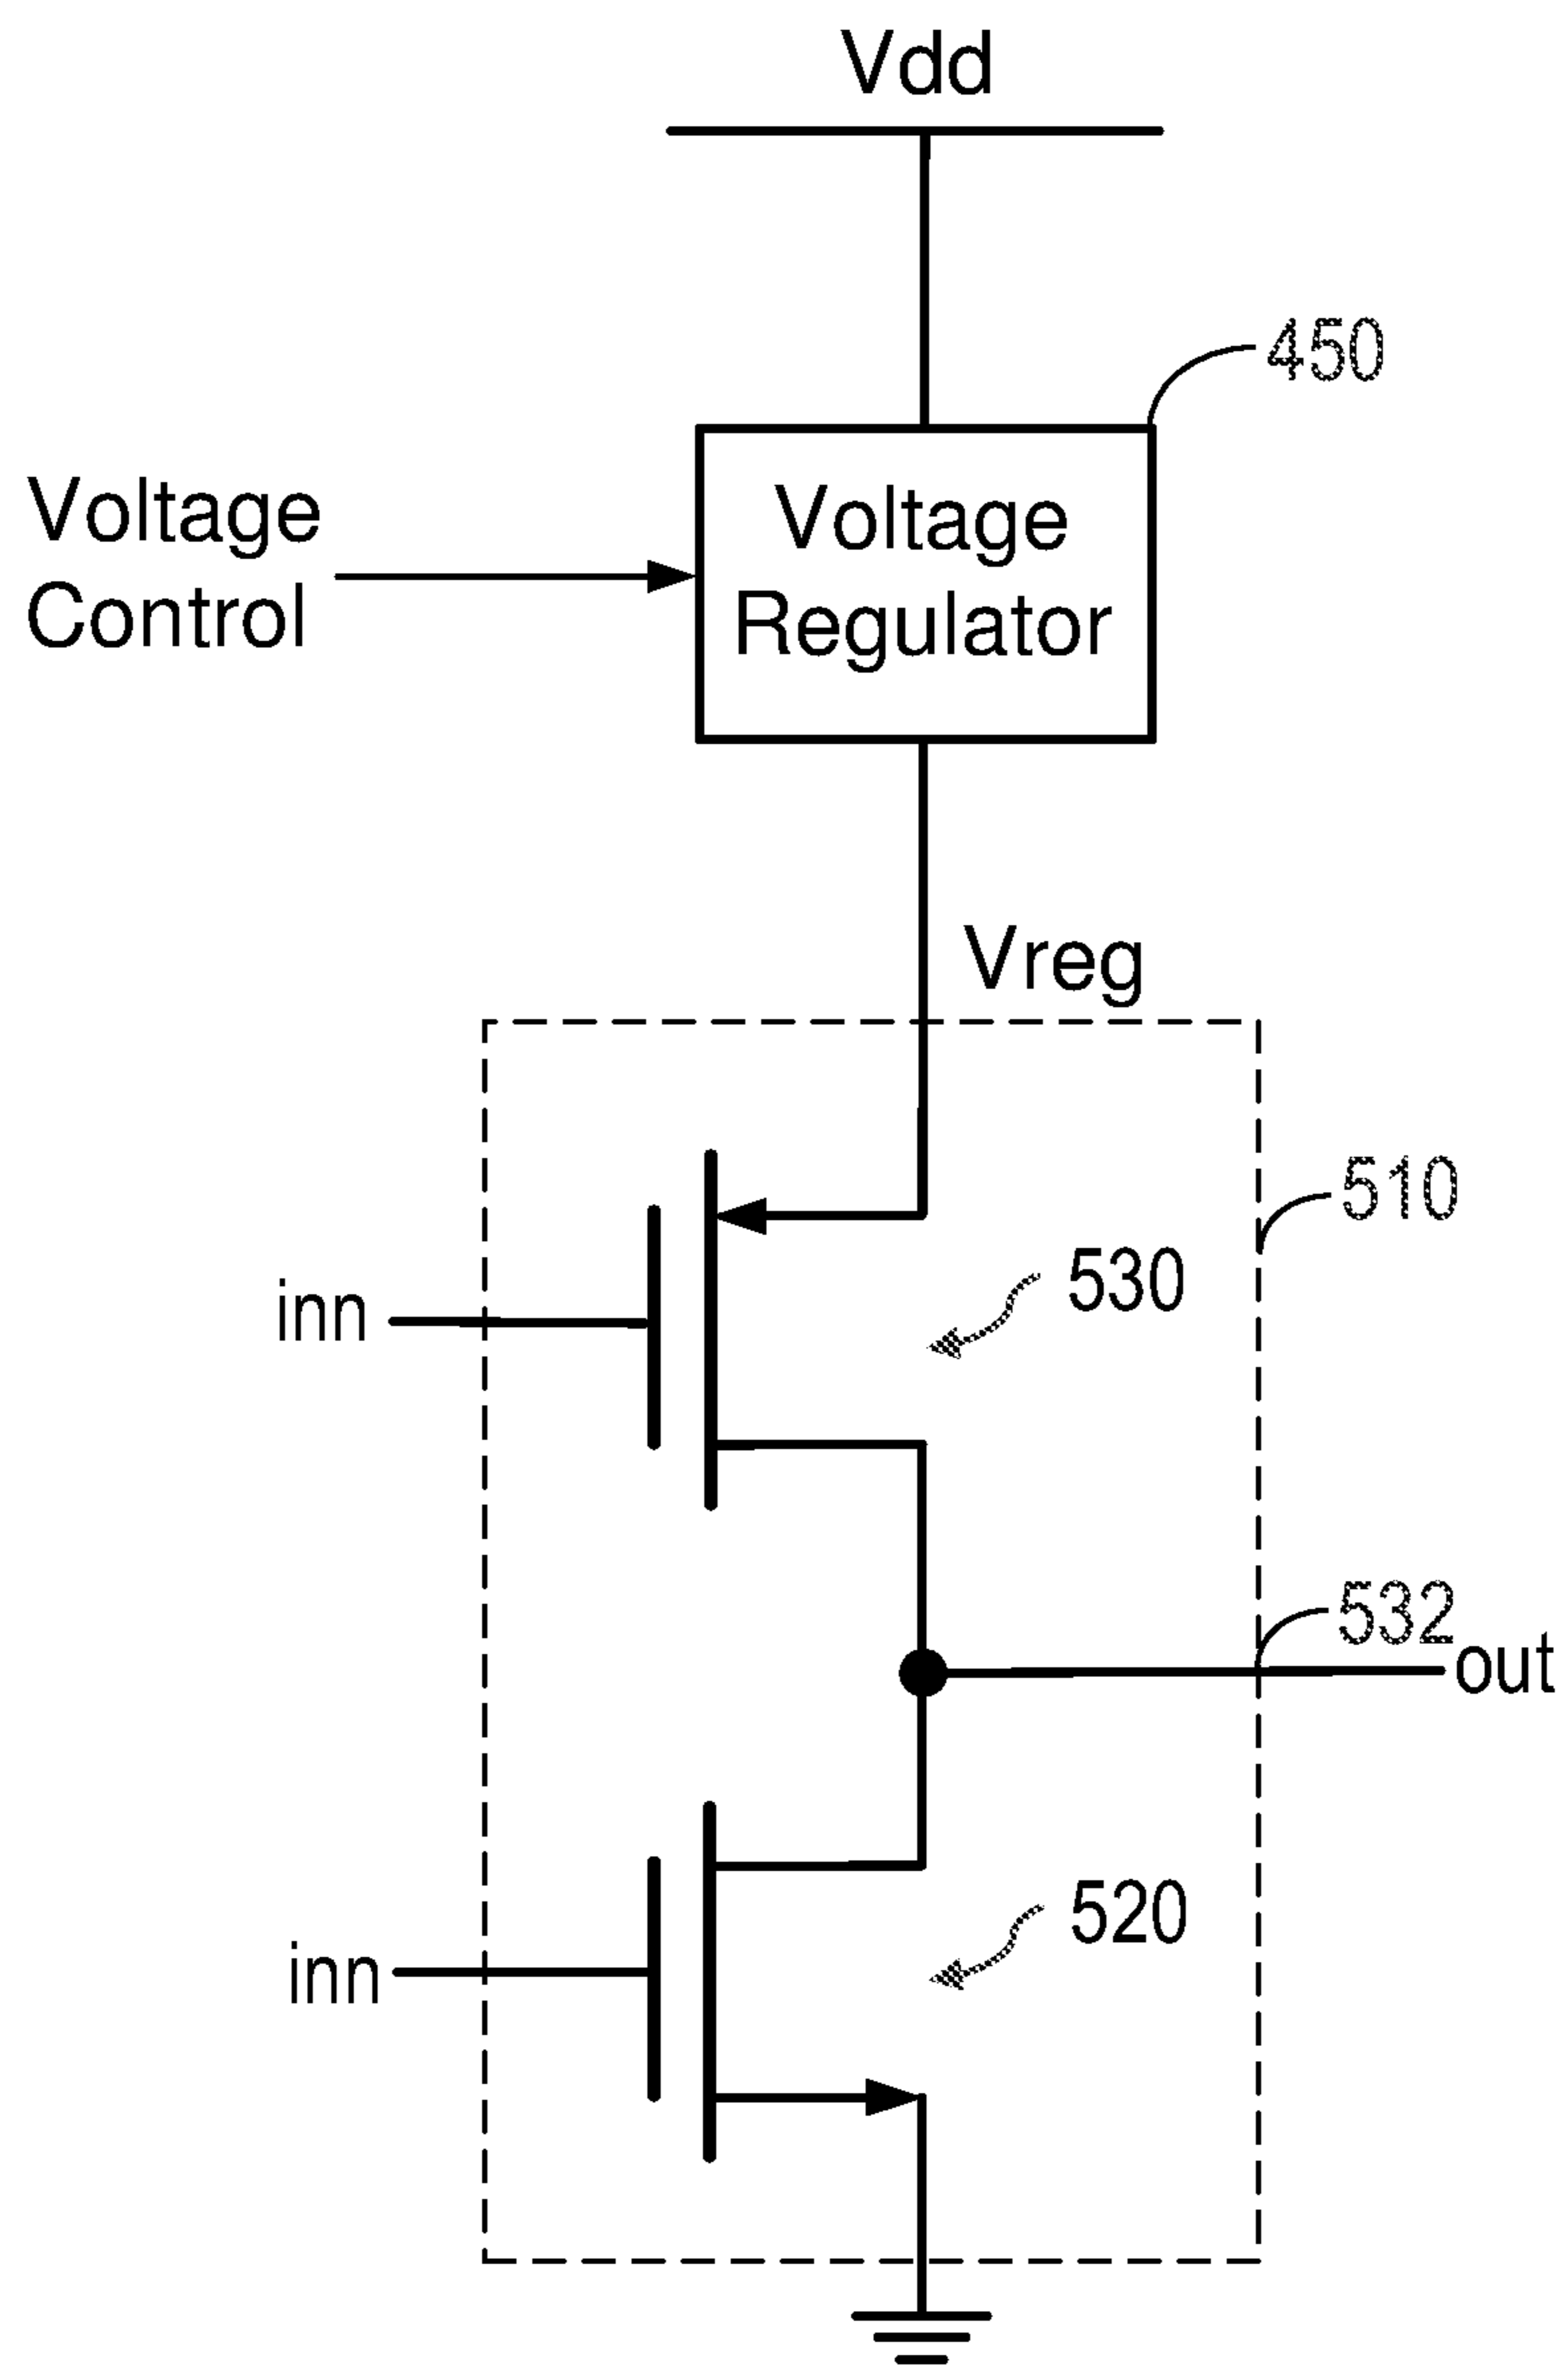 Vdd
450
Voltage
Control
Voltage
Regulator
Vreg
510
530
inn
532
out
520
inn